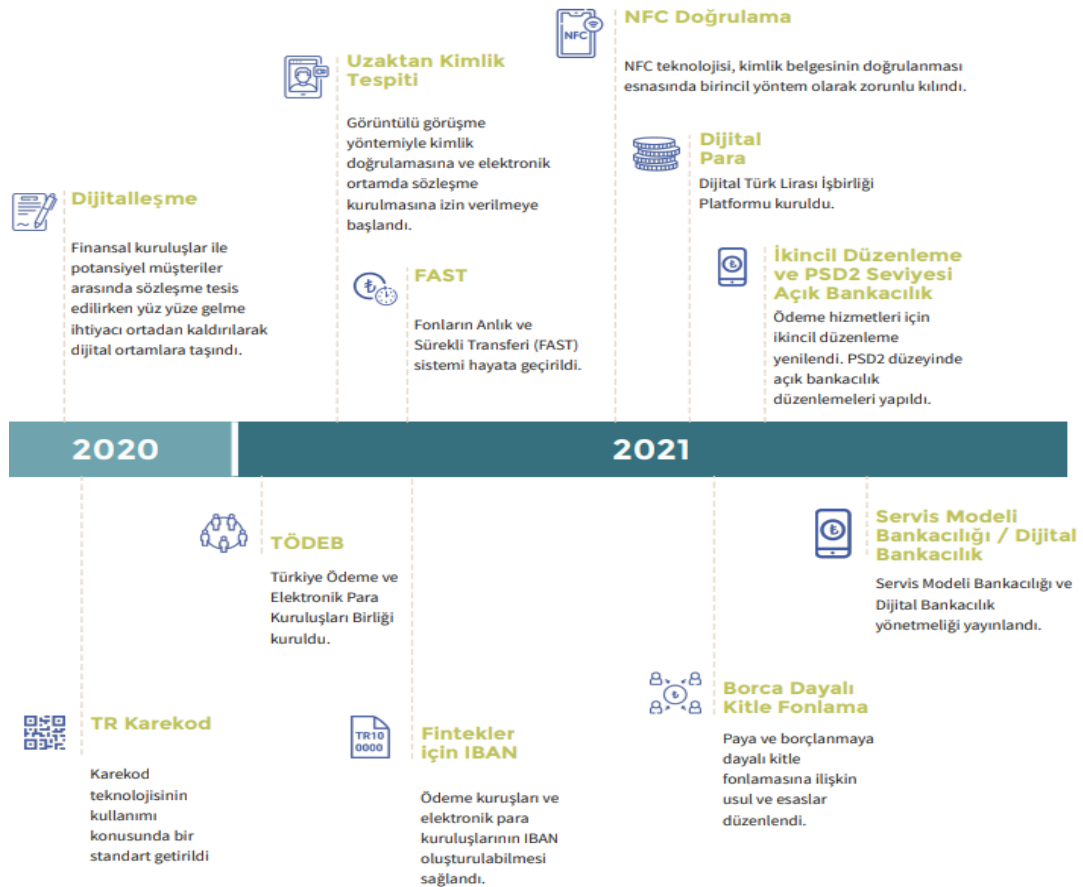 NFC
NFC Doğrulama
NFC teknolojisi, kimlik belgesinin doğrulanması
esnasında birincil yöntem olarak zorunlu kılındı.
Uzaktan Kimlik
Tespiti
Görüntülü görüşme
yöntemiyle kimlik
doğrulamasına ve elektronik
ortamda sözleşme
kurulmasına izin verilmeye
başlandı.
Dijital
Para
Dijital Türk Lirası İşbirliği
Platformu kuruldu.
Dijitalleşme
Finansal kuruluşlar ile
potansiyel müşteriler
arasında sözleşme tesis
edilirken yüz yüze gelme
ihtiyacı ortadan kaldırılarak
dijital ortamlara taşındı.
₺
FAST
Fonların Anlık ve
Sürekli Transferi (FAST)
sistemi hayata geçirildi.
₺
İkincil Düzenleme
ve PSD2 Seviyesi
Açık Bankacılık
Ödeme hizmetleri için
ikincil düzenleme
yenilendi. PSD2 düzeyinde
açık bankacılık
düzenlemeleri yapıldı.
2020
2021
TÖDEB
Türkiye Ödeme ve
Elektronik Para
Kuruluşları Birliği
kuruldu.
₺
Servis Modeli
Bankacılığı / Dijital
Bankacılık
Servis Modeli Bankacılığı ve
Dijital Bankacılık
yönetmeliği yayınlandı.
TR Karekod
Karekod
teknolojisinin
kullanımı
konusunda bir
standart getirildi
TR10
0000
Fintekler
için IBAN
Ödeme kuruşları ve
elektronik para
kuruluşlarının IBAN
oluşturulabilmesi
sağlandı.
₺
Borca Dayalı
Kitle Fonlama
Paya ve borçlanmaya
dayalı kitle
fonlamasına ilişkin
usul ve esaslar
düzenlendi.